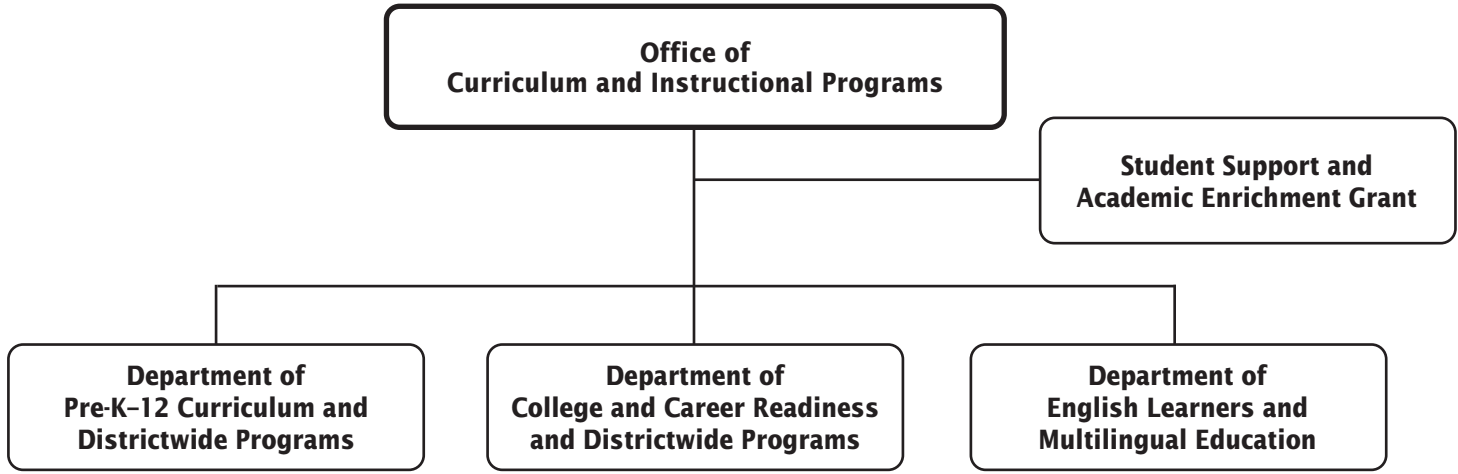 Office of
Curriculum and Instructional Programs
Student Support and
Academic Enrichment Grant
Department of
Pre-K–12 Curriculum and
Districtwide Programs
Department of
College and Career Readiness
and Districtwide Programs
Department of
English Learners and
Multilingual Education